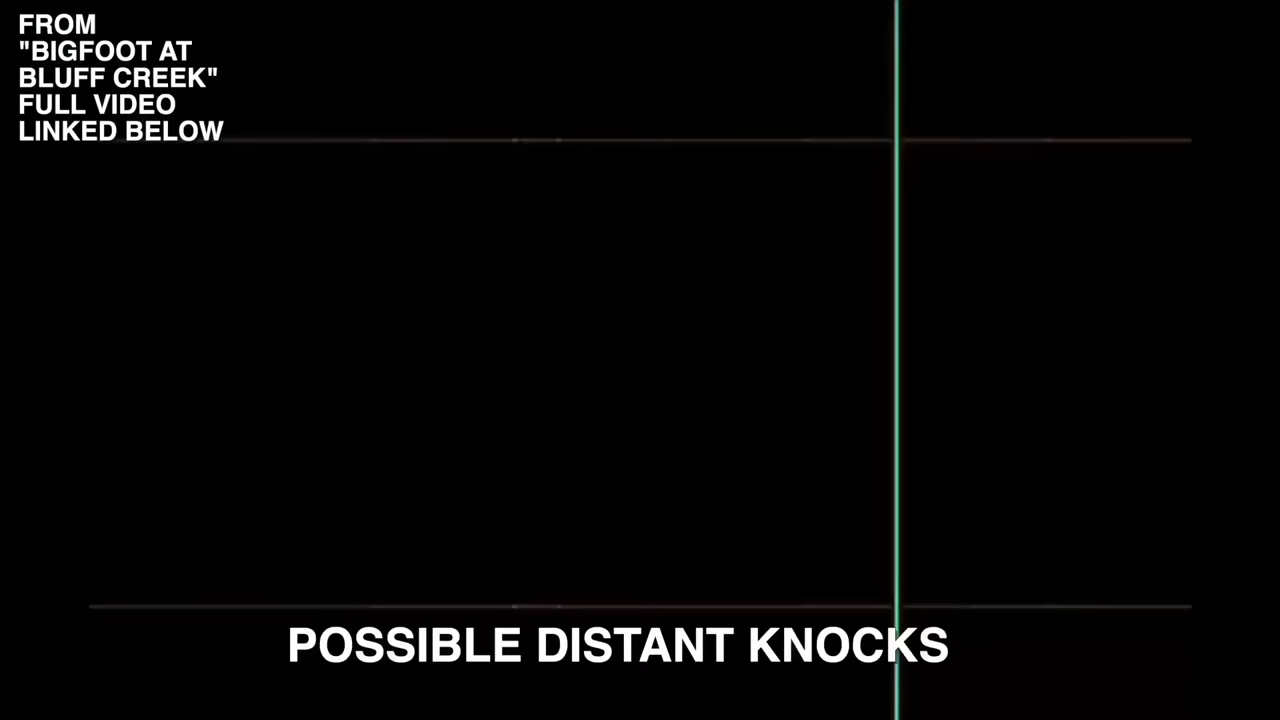 FROM
"BIGFOOT AT
BLUFF CREEK"
FULL VIDEO
LINKED BELOW
POSSIBLE DISTANT KNOCKS